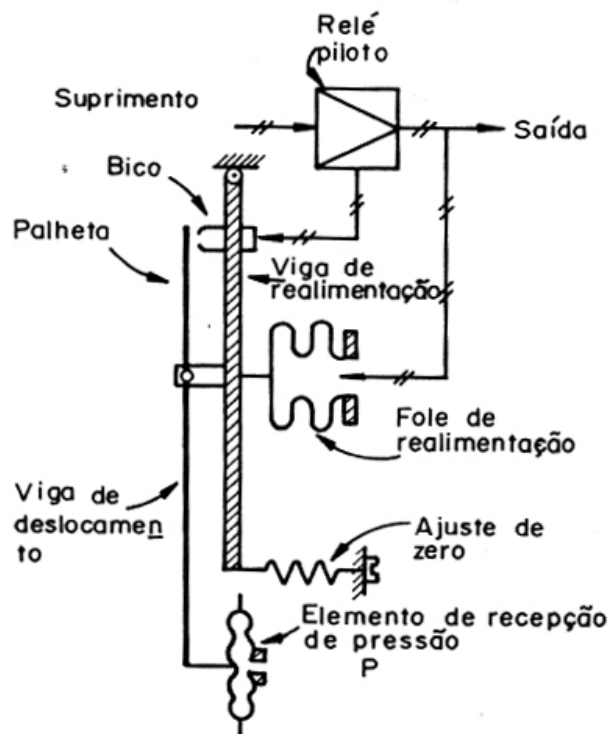 Relé
piloto
Suprimento
Saída
Bico
Palheta
Viga de
realimentação
Fole de
realimentação
Viga de
deslocamen
to
Ajuste de
zero
Elemento de recepção
de pressão
P